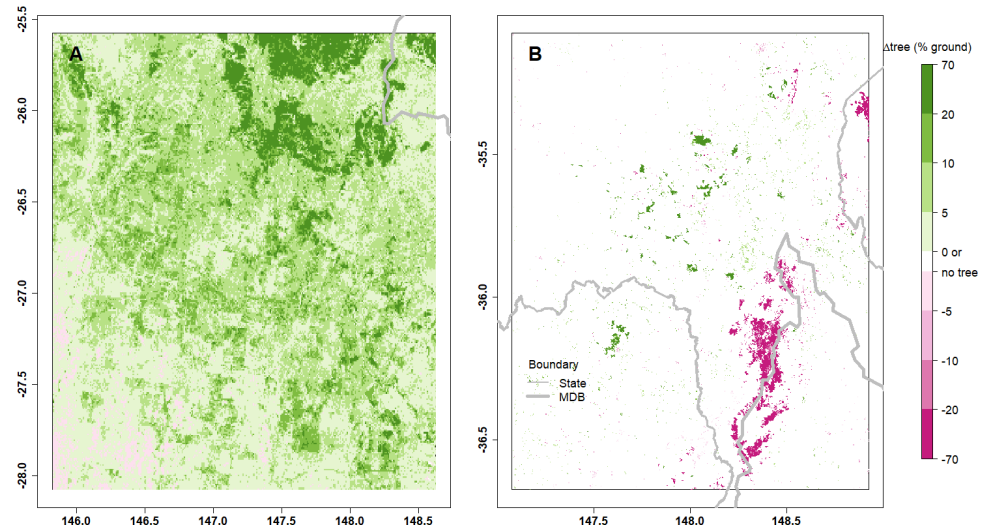 A
B
Δtree (% ground)
-25.5
-26.0
-26.5
-27.0
-27.5
-28.0
146.0 146.5 147.0 147.5 148.0 148.5
-35.5
-36.0
-36.5
Boundary
State
MDB
147.5 148.0 148.5
70
20
10
5
0 or
no tree
-5
-10
-20
-70